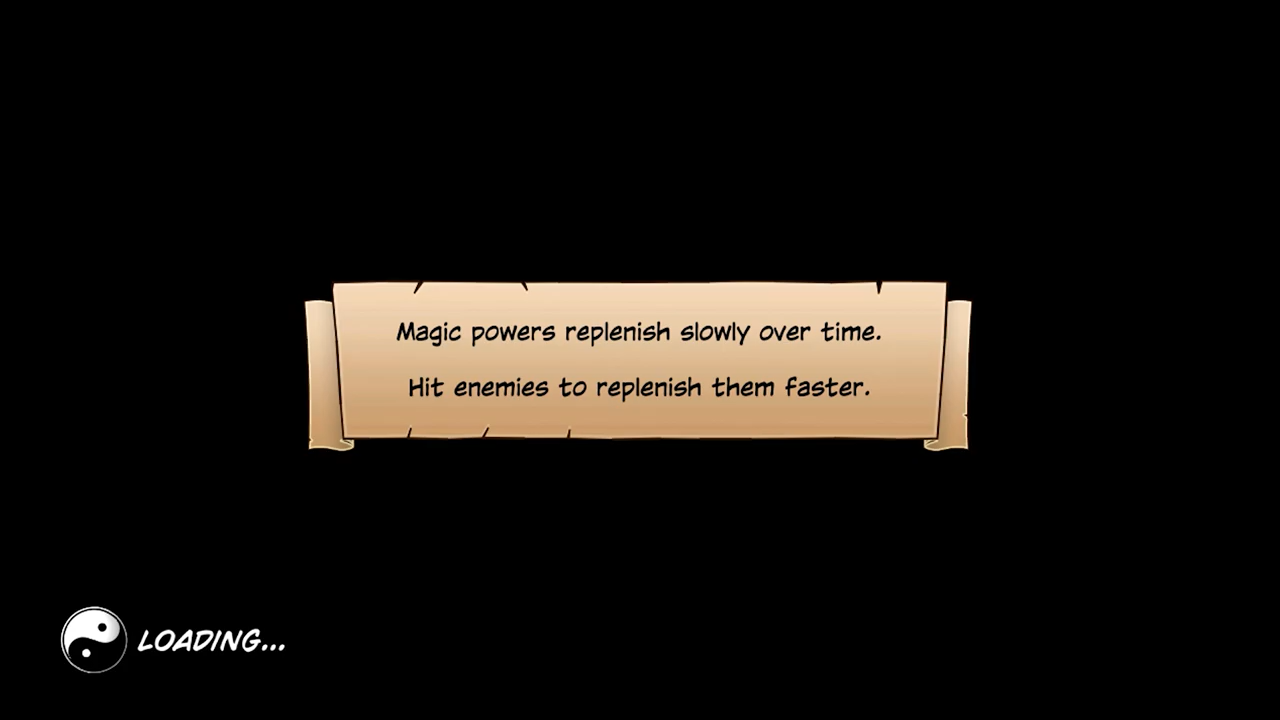 Magic powers replenish slowly over time.
Hit enemies to replenish them faster.
LOADING...